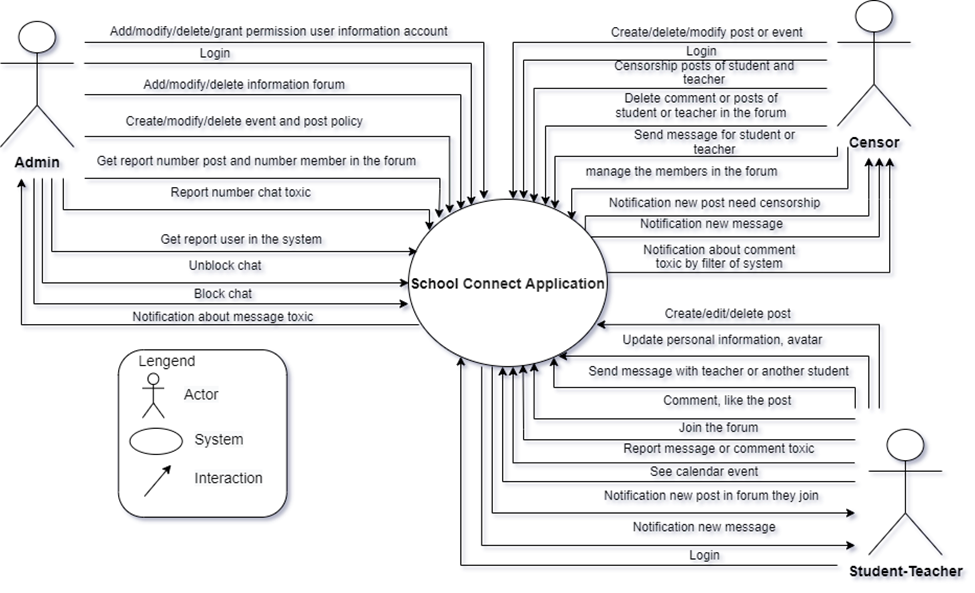 Add/modify/delete/grant permission user information account
Login
Add/modify/delete information forum
Create/modify/delete event and post policy
Get report number post and number member in the forum
Report number chat toxic
Get report user in the system
Unblock chat
Block chat
Notification about message toxic
Admin
Create/delete/modify post or event
Login
Censorship posts of student and
teacher
Delete comment or posts of
student or teacher in the forum
Send message for student or
teacher
manage the members in the forum
Notification new post need censorship
Notification new message
Notification about comment
toxic by filter of system
Censor
School Connect Application
Create/edit/delete post
Update personal information, avatar
Send message with teacher or another student
Comment, like the post
Join the forum
Report message or comment toxic
See calendar event
Notification new post in forum they join
Notification new message
Login
Student-Teacher
Lengend
Actor
System
Interaction